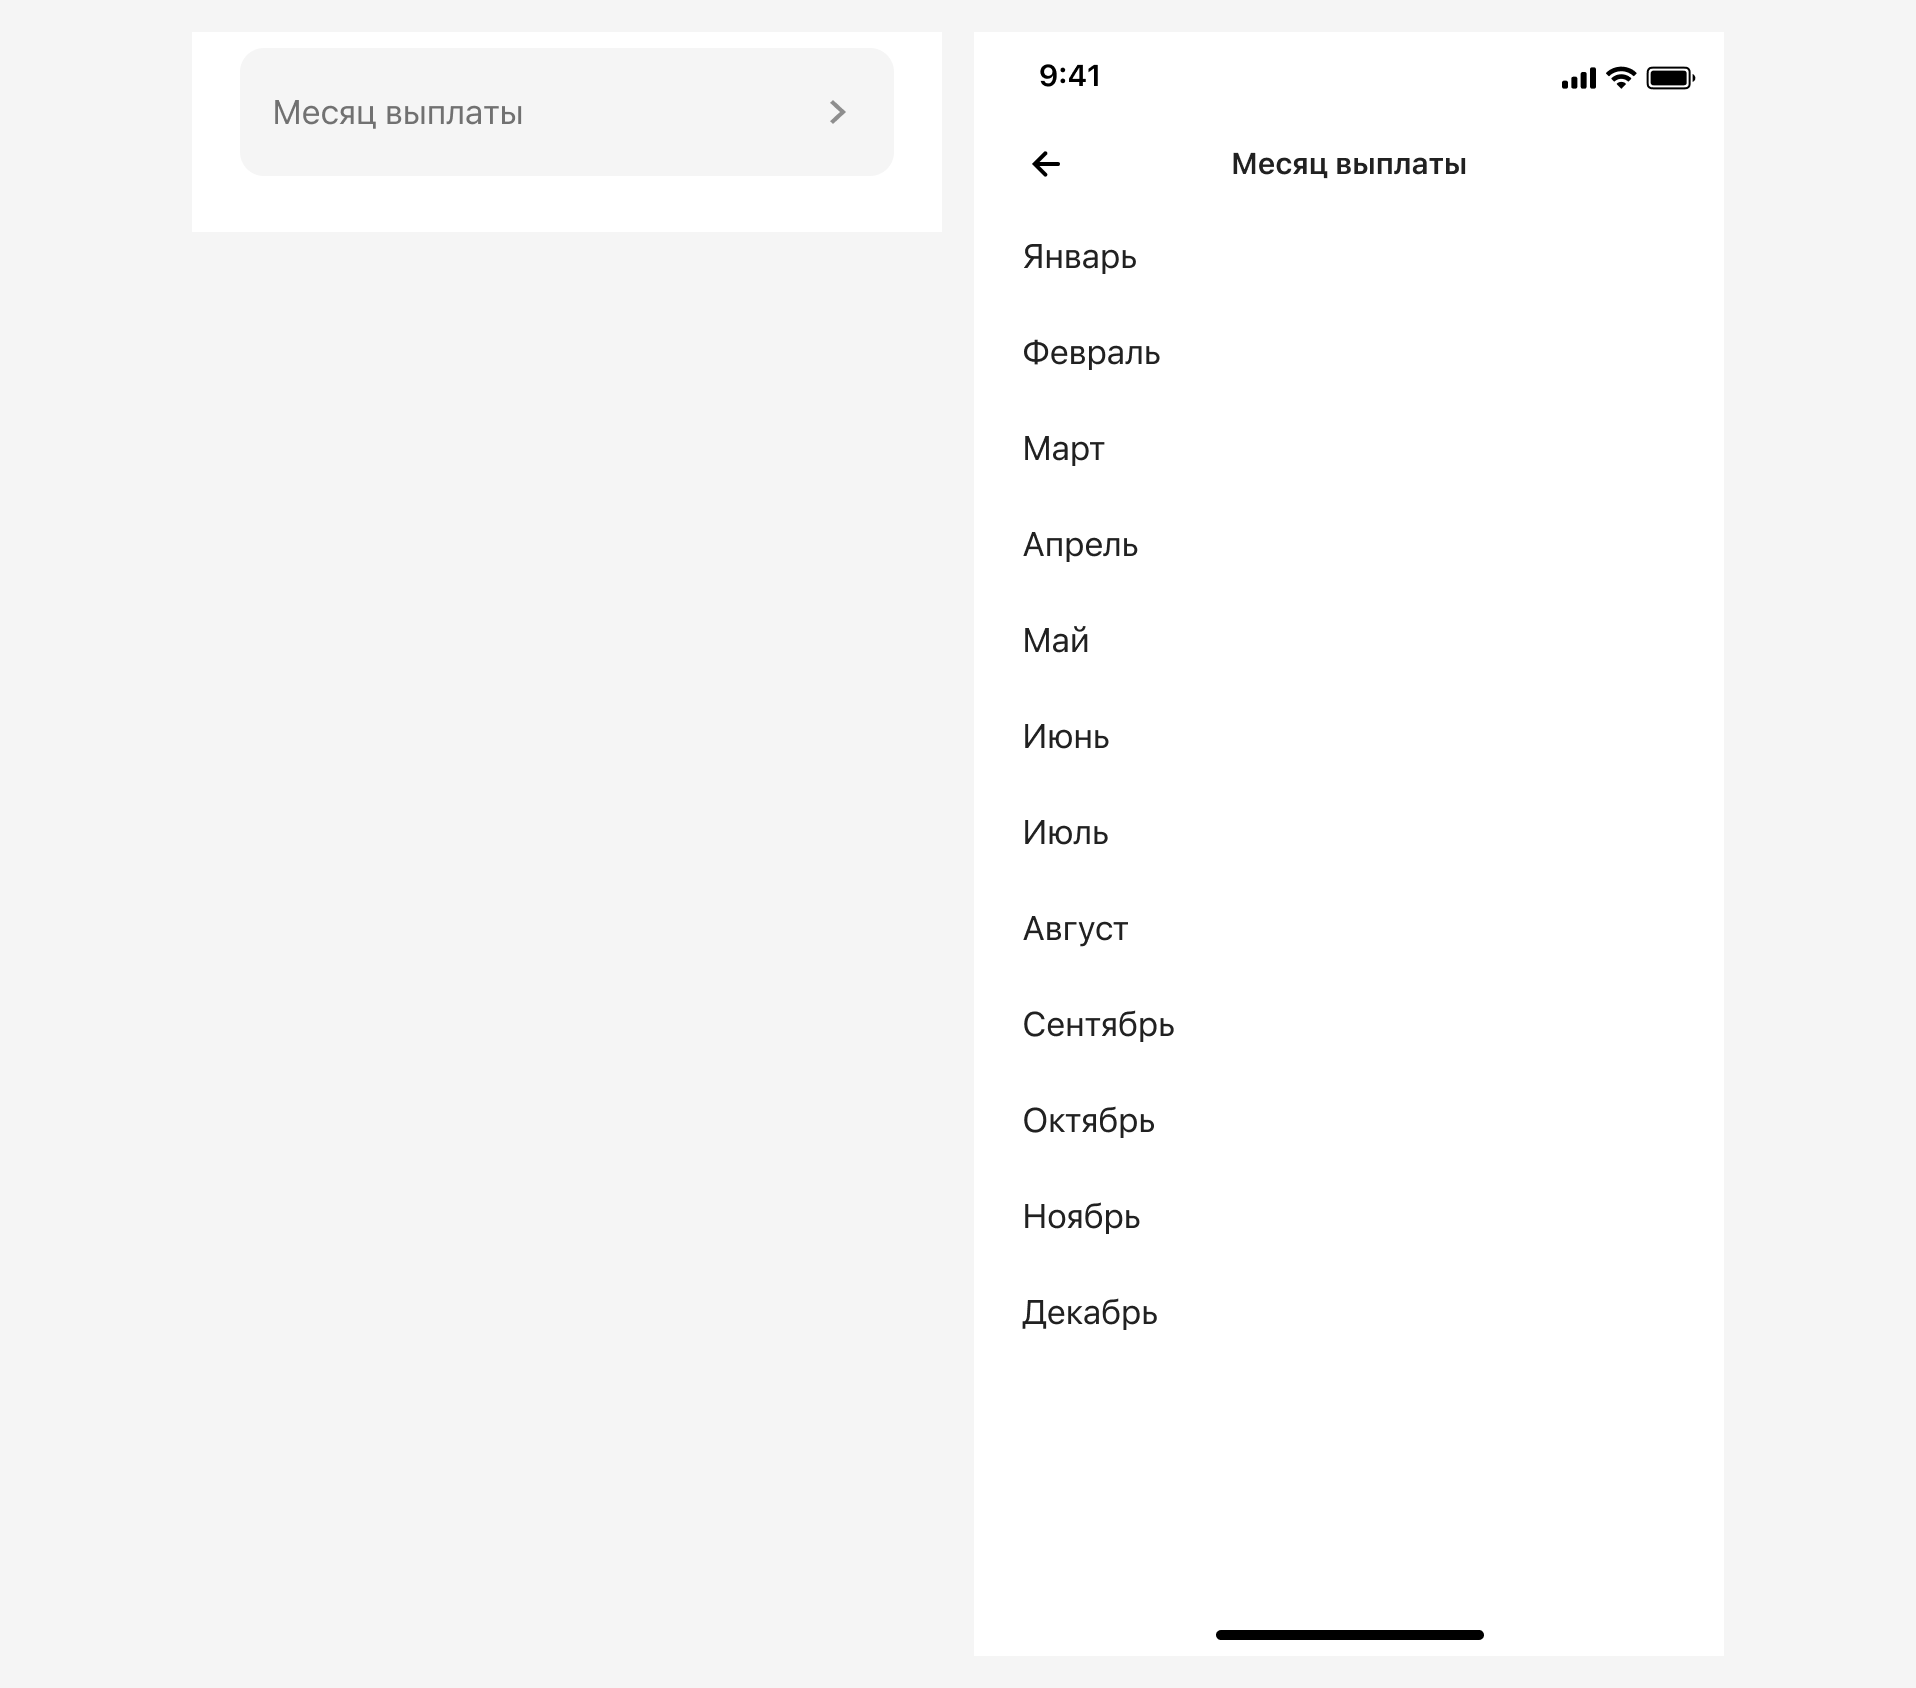 Месяц выплаты
9:41
Месяц выплаты
Январь
Февраль
Март
Апрель
Май
Июнь
Июль
Август
Сентябрь
Октябрь
Ноябрь
Декабрь